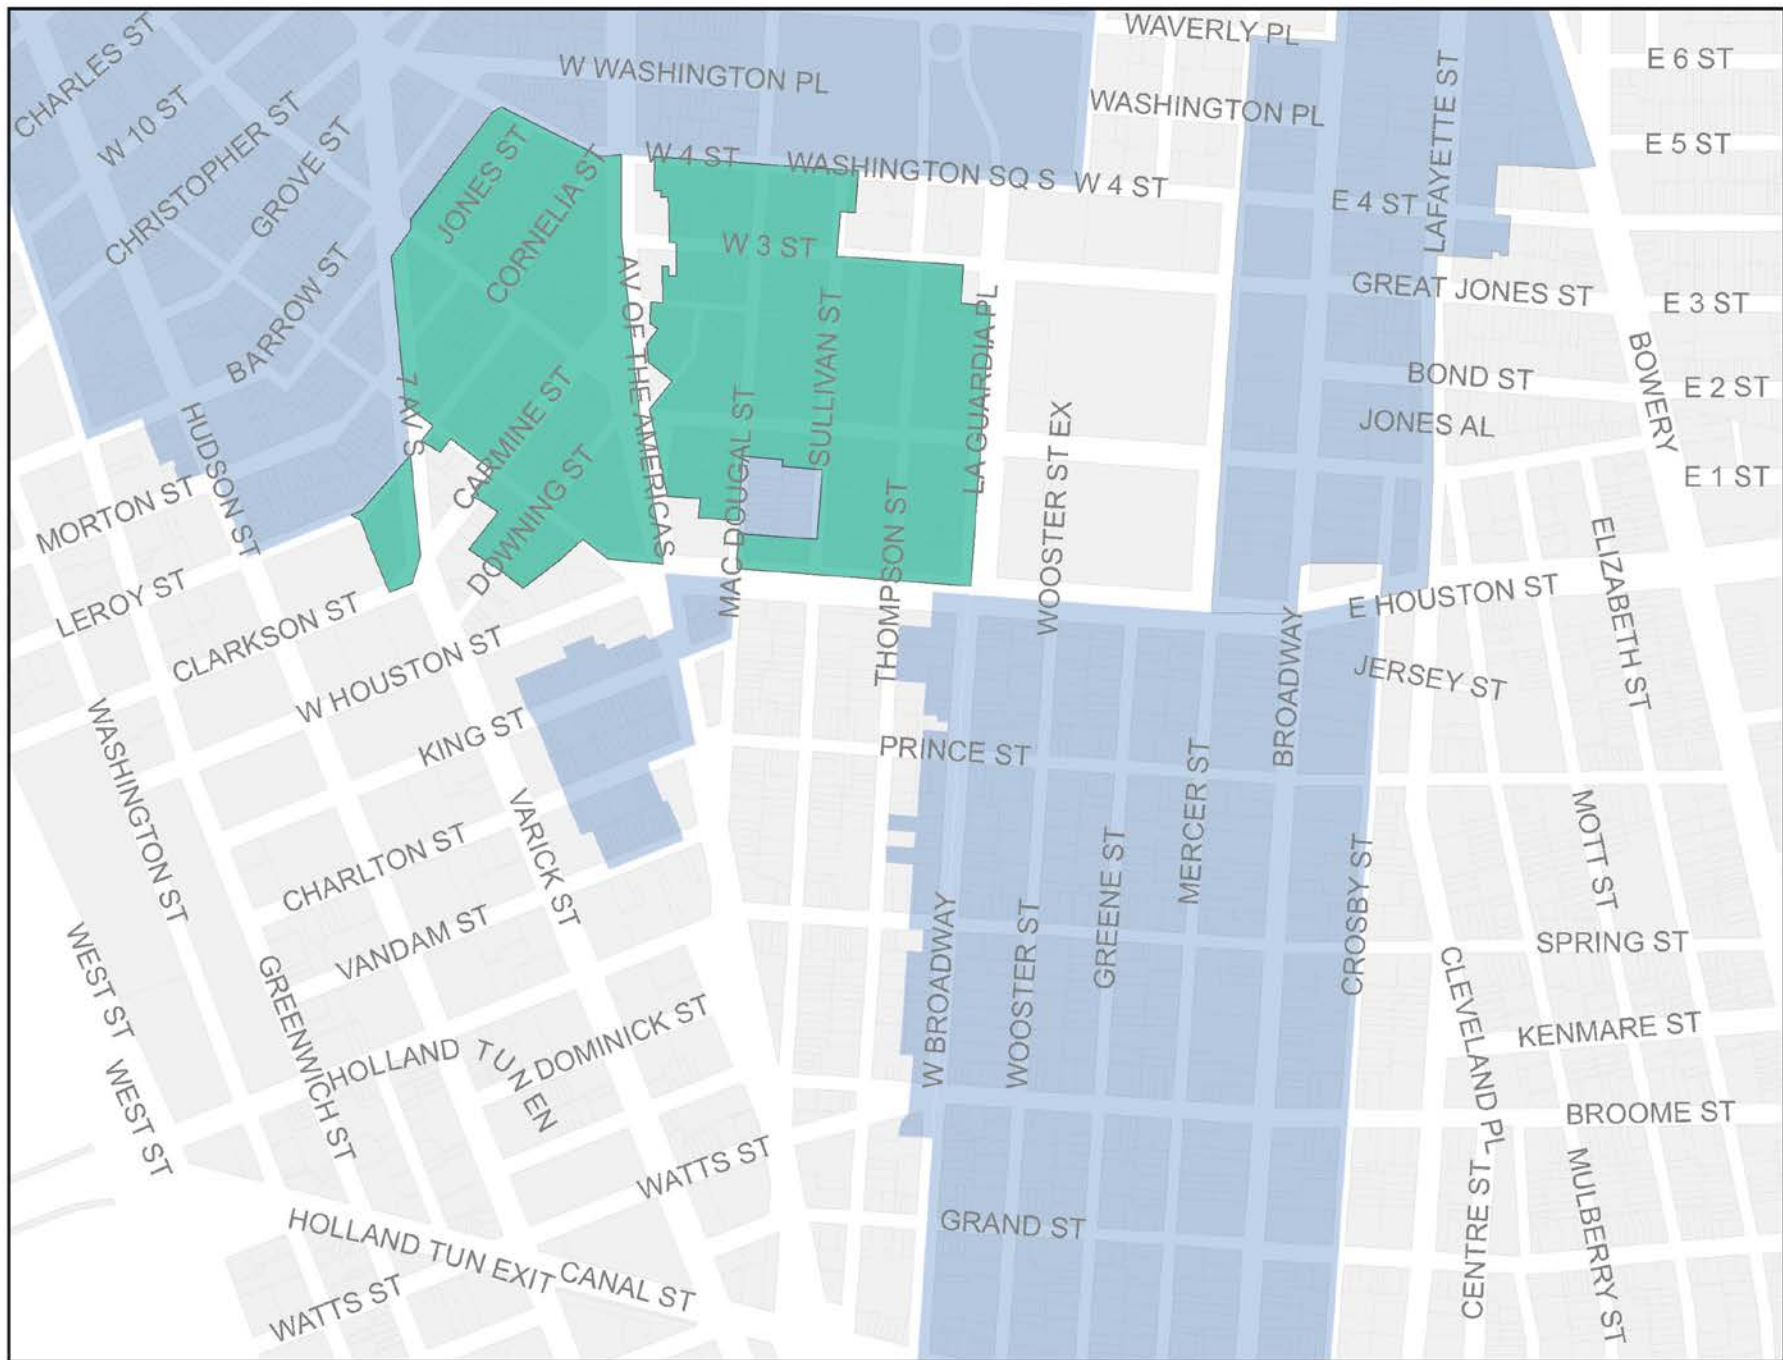 CHARLES ST
W 10 ST
CHRISTOPHER ST
GROVE ST
BARROW ST
W WASHINGTON PL
WAVERLY PL
WASHINGTON PL
LAFAYETTE ST
E 6 ST
E 5 ST
JONES ST
CORNELIA ST
W 4 ST
WASHINGTON SQ S
W 4 ST
E 4 ST
W 3 ST
GREAT JONES ST
E 3 ST
AV OF THE AMERICAS
SULLIVAN ST
LA GUARDIA PL
BOND ST
BOWERY
E 2 ST
JONES AL
E 1 ST
7 AV S
HUDSON ST
CARMINE ST
DOWNING ST
MAC DOUGAL ST
THOMPSON ST
WOOSTER ST EX
MORTON ST
LEROY ST
CLARKSON ST
W HOUSTON ST
E HOUSTON ST
ELIZABETH ST
JERSEY ST
BROADWAY
KING ST
PRINCE ST
WASHINGTON ST
VARICK ST
CHARLTON ST
VANDAM ST
MERCER ST
GREENE ST
MOTT ST
CROSBY ST
W BROADWAY
WOOSTER ST
SPRING ST
WEST ST
GREENWICH ST
CLEVELAND PL
KENMARE ST
HOLLAND TUN EN
DOMINICK ST
WEST ST
BROOME ST
WATTS ST
CENTRE ST
MULBERRY ST
HOLLAND TUN EXIT
CANAL ST
GRAND ST
WATTS ST